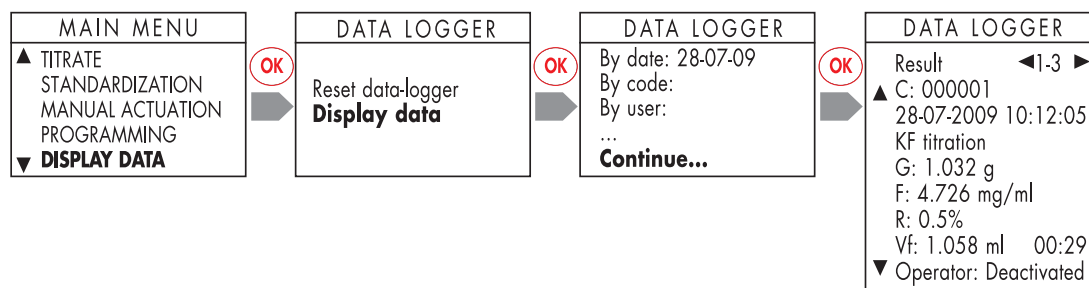 MAIN MENU
TITRATE
STANDARDIZATION
MANUAL ACTUATION
PROGRAMMING
DISPLAY DATA
OK
DATA LOGGER
Reset data-logger
Display data
OK
DATA LOGGER
By date: 28-07-09
By code:
By user:
...
Continue...
OK
DATA LOGGER
Result ◀1-3 ▶
C: 000001
28-07-2009 10:12:05
KF titration
G: 1.032 g
F: 4.726 mg/ml
R: 0.5%
Vf: 1.058 ml 00:29
Operator: Deactivated